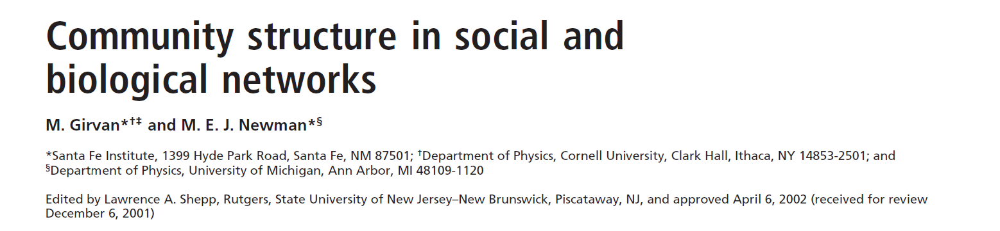 Community structure in social and
biological networks
M. Girvan*†‡ and M. E. J. Newman*§
*Santa Fe Institute, 1399 Hyde Park Road, Santa Fe, NM 87501; †Department of Physics, Cornell University, Clark Hall, Ithaca, NY 14853-2501; and
§Department of Physics, University of Michigan, Ann Arbor, MI 48109-1120
Edited by Lawrence A. Shepp, Rutgers, State University of New Jersey–New Brunswick, Piscataway, NJ, and approved April 6, 2002 (received for review
December 6, 2001)